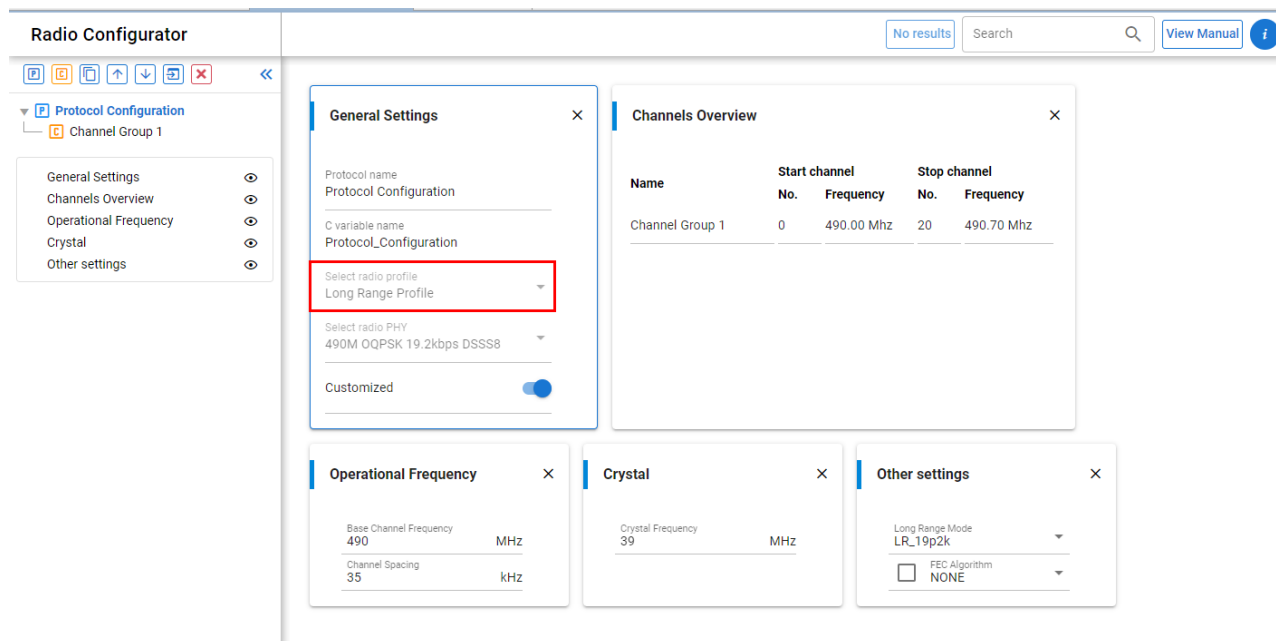 Radio Configurator
No results
Search
View Manual
i
P
C
Protocol Configuration
C Channel Group 1
General Settings
Channels Overview
Operational Frequency
Crystal
Other settings
General Settings
Protocol name
Protocol Configuration
C variable name
Protocol_Configuration
Select radio profile
Long Range Profile
Select radio PHY
490M OQPSK 19.2kbps DSSS8
Customized
Channels Overview
Start channel Stop channel
Name No. Frequency No. Frequency
Channel Group 1 0 490.00 Mhz 20 490.70 Mhz
Operational Frequency
Base Channel Frequency
490 MHz
Channel Spacing
35 kHz
Crystal
Crystal Frequency
39 MHz
Other settings
Long Range Mode
LR_19p2k
FEC Algorithm
NONE